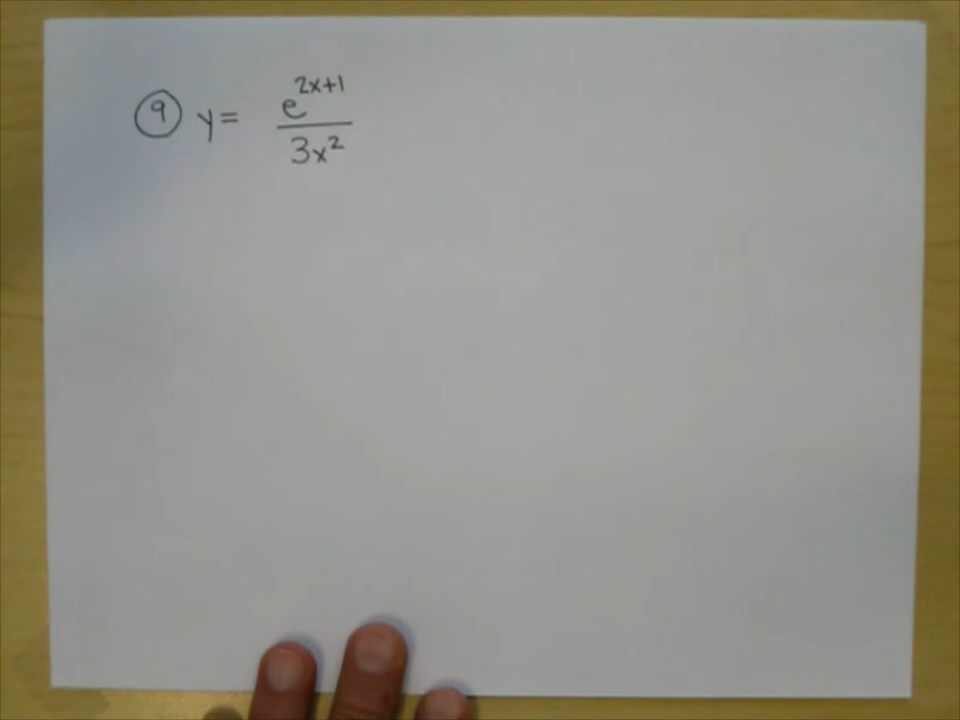 ⑨ y = e^{2x+1} / 3x²